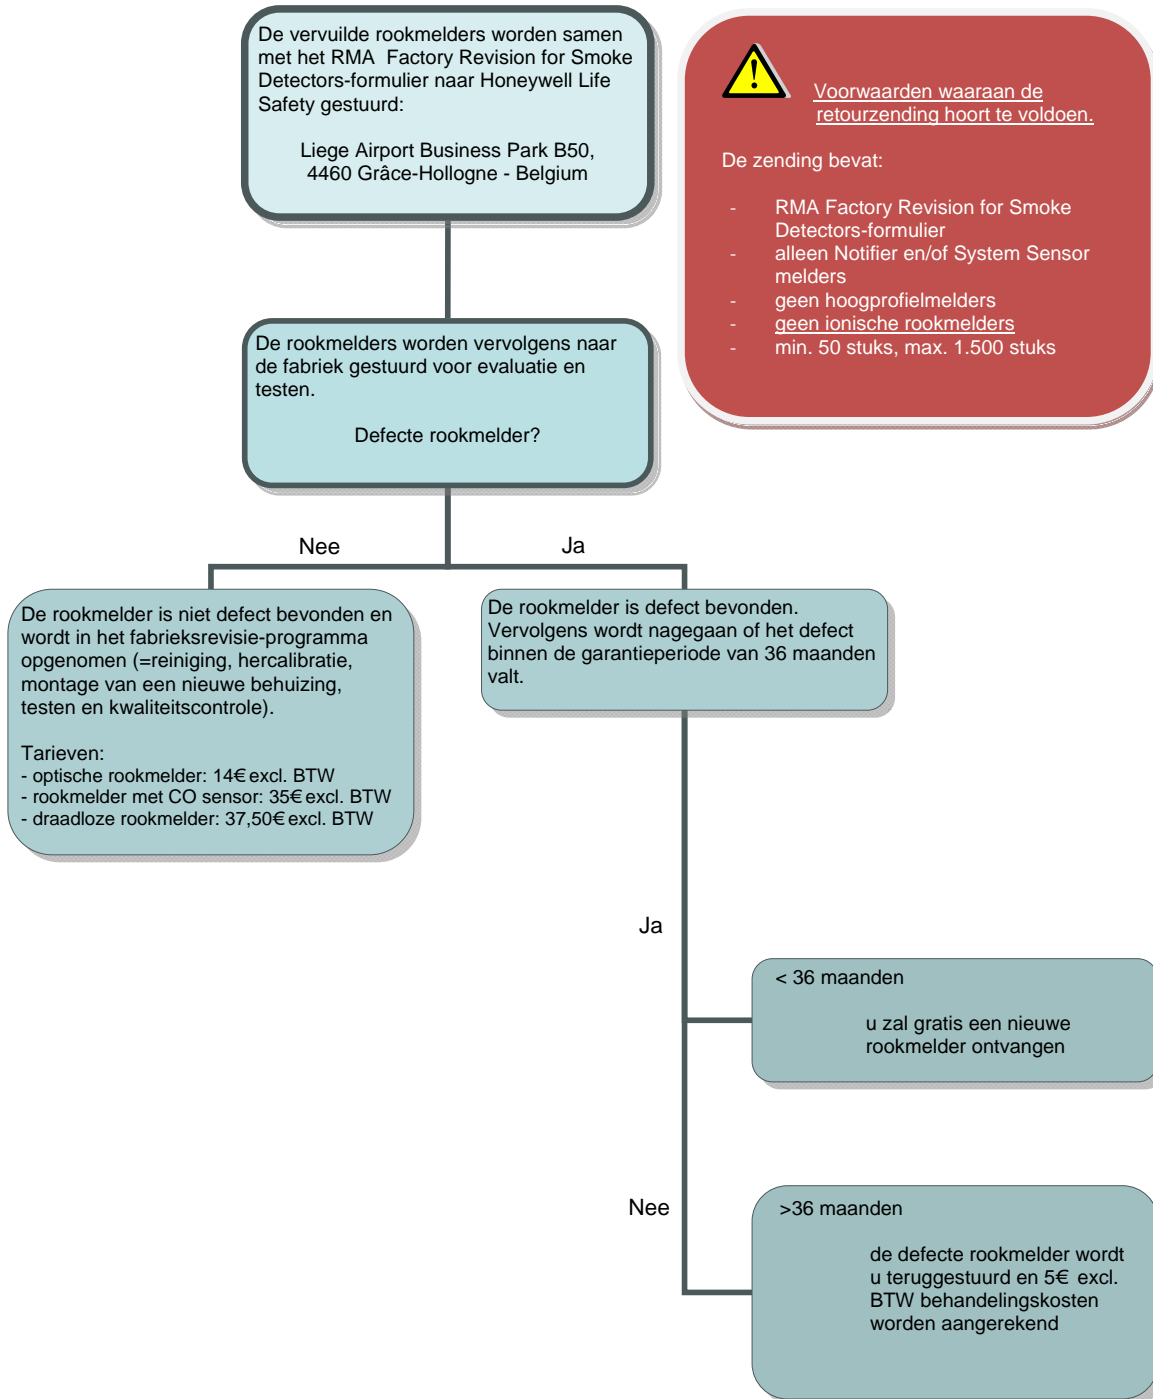 De vervuilde rookmelders worden samen
met het RMA  Factory Revision for Smoke
Detectors-formulier naar Honeywell Life
Safety gestuurd:
Liege Airport Business Park B50,
4460 Grâce-Hollogne - Belgium
Voorwaarden waaraan de
retourzending hoort te voldoen.
De zending bevat:
- RMA Factory Revision for Smoke
Detectors-formulier
- alleen Notifier en/of System Sensor
melders
- geen hoogprofielmelders
- geen ionische rookmelders
- min. 50 stuks, max. 1.500 stuks
De rookmelders worden vervolgens naar
de fabriek gestuurd voor evaluatie en
testen.
Defecte rookmelder?
Nee
Ja
De rookmelder is niet defect bevonden en
wordt in het fabrieksrevisie-programma
opgenomen (=reiniging, hercalibratie,
montage van een nieuwe behuizing,
testen en kwaliteitscontrole).
Tarieven:
- optische rookmelder: 14€ excl. BTW
- rookmelder met CO sensor: 35€ excl. BTW
- draadloze rookmelder: 37,50€ excl. BTW
De rookmelder is defect bevonden.
Vervolgens wordt nagegaan of het defect
binnen de garantieperiode van 36 maanden
valt.
Ja
< 36 maanden
u zal gratis een nieuwe
rookmelder ontvangen
Nee
>36 maanden
de defecte rookmelder wordt
u teruggestuurd en 5€ excl.
BTW behandelingskosten
worden aangerekend